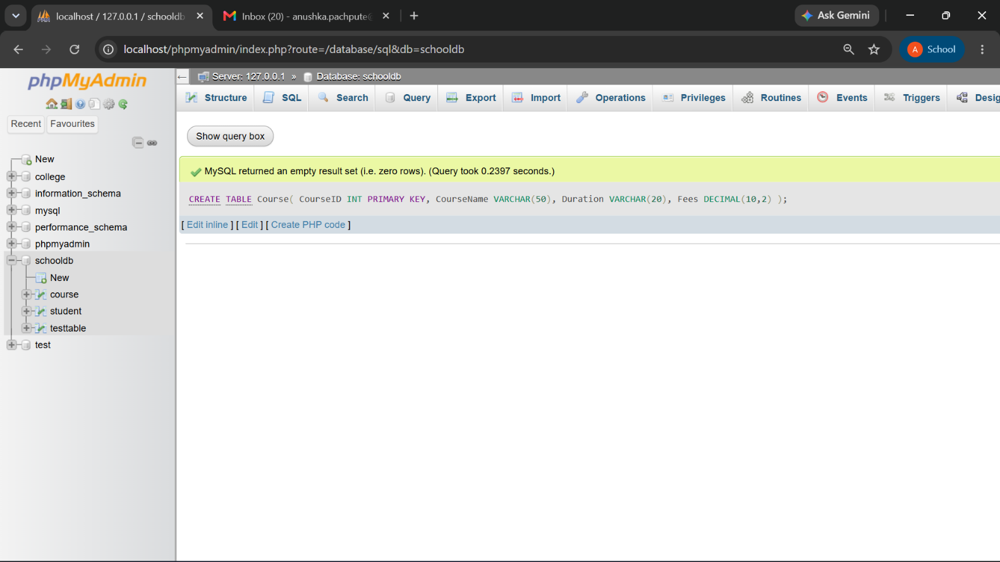 localhost / 127.0.0.1 / schooldb
Inbox (20) - anushka.pachpute@
Ask Gemini
localhost/phpmyadmin/index.php?route=/database/sql&db=schooldb
A School
phpMyAdmin
Recent Favourites
New
college
information_schema
mysql
performance_schema
phpmyadmin
schooldb
New
course
student
testtable
test
Server: 127.0.0.1 » Database: schooldb
Structure SQL Search Query Export Import Operations Privileges Routines Events Triggers Desig
Show query box
MySQL returned an empty result set (i.e. zero rows). (Query took 0.2397 seconds.)
CREATE TABLE Course( CourseID INT PRIMARY KEY, CourseName VARCHAR(50), Duration VARCHAR(20), Fees DECIMAL(10,2) );
[ Edit inline ] [ Edit ] [ Create PHP code ]